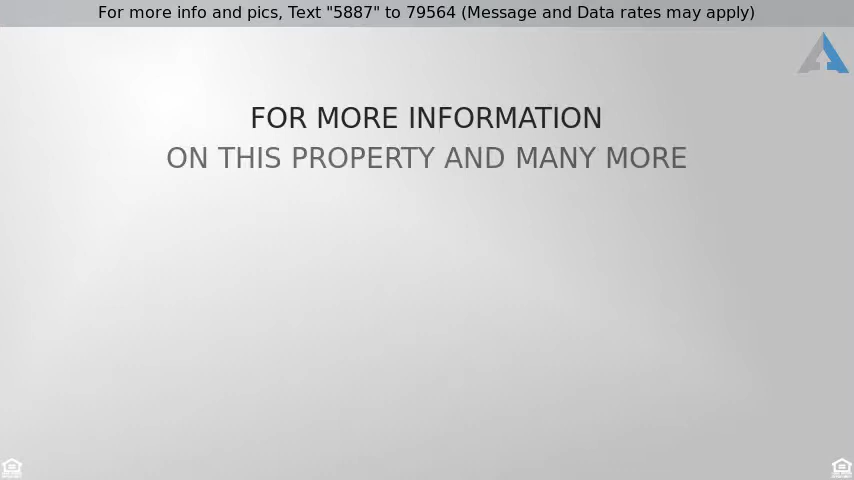 For more info and pics, Text "5887" to 79564 (Message and Data rates may apply)
FOR MORE INFORMATION
ON THIS PROPERTY AND MANY MORE